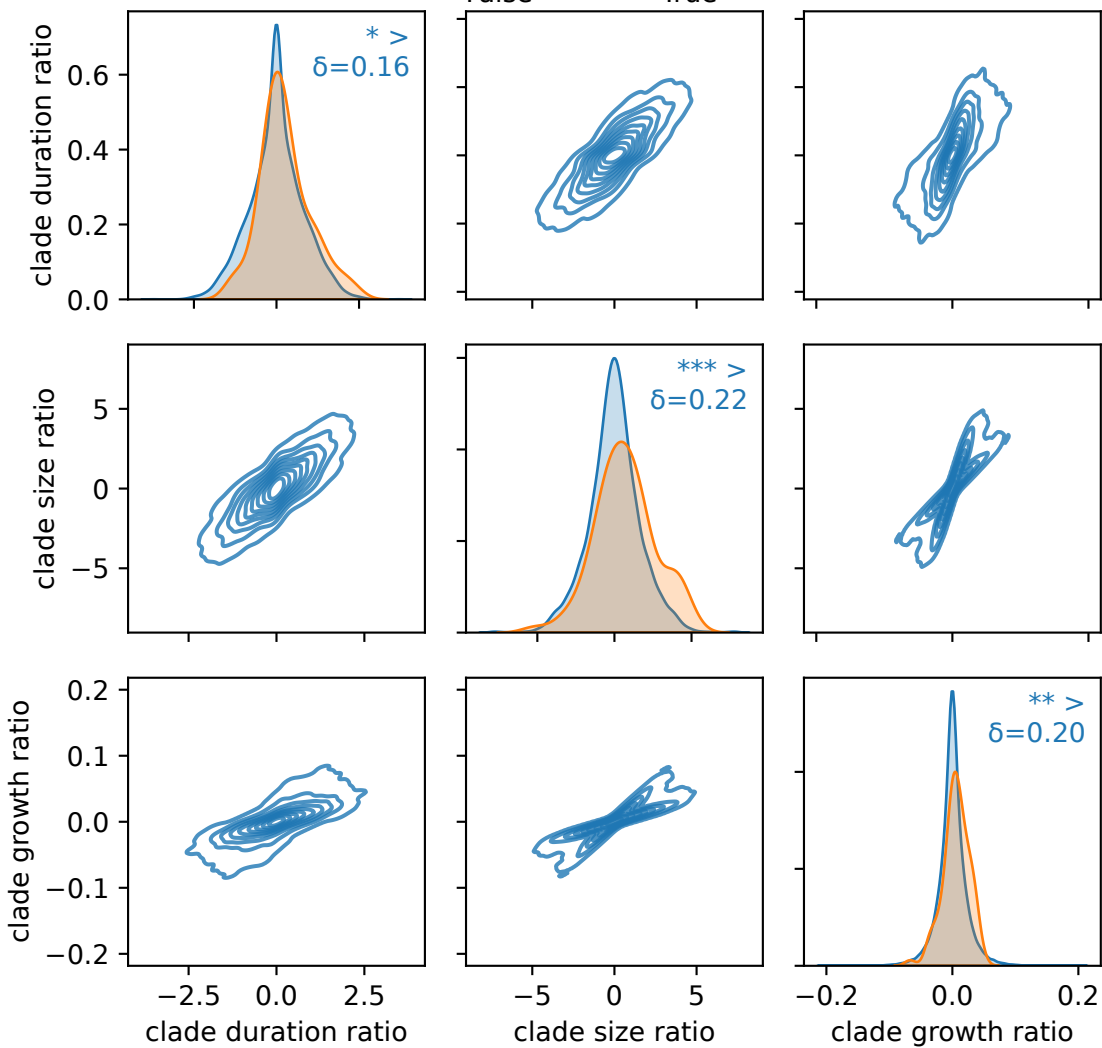 clade duration ratio
0.6
0.4
0.2
0.0
* >
δ=0.16
clade size ratio
5
0
−5
*** >
δ=0.22
clade growth ratio
0.2
0.1
0.0
−0.1
−0.2
** >
δ=0.20
−2.5 0.0 2.5
−5 0 5
−0.2 0.0 0.2
clade duration ratio
clade size ratio
clade growth ratio